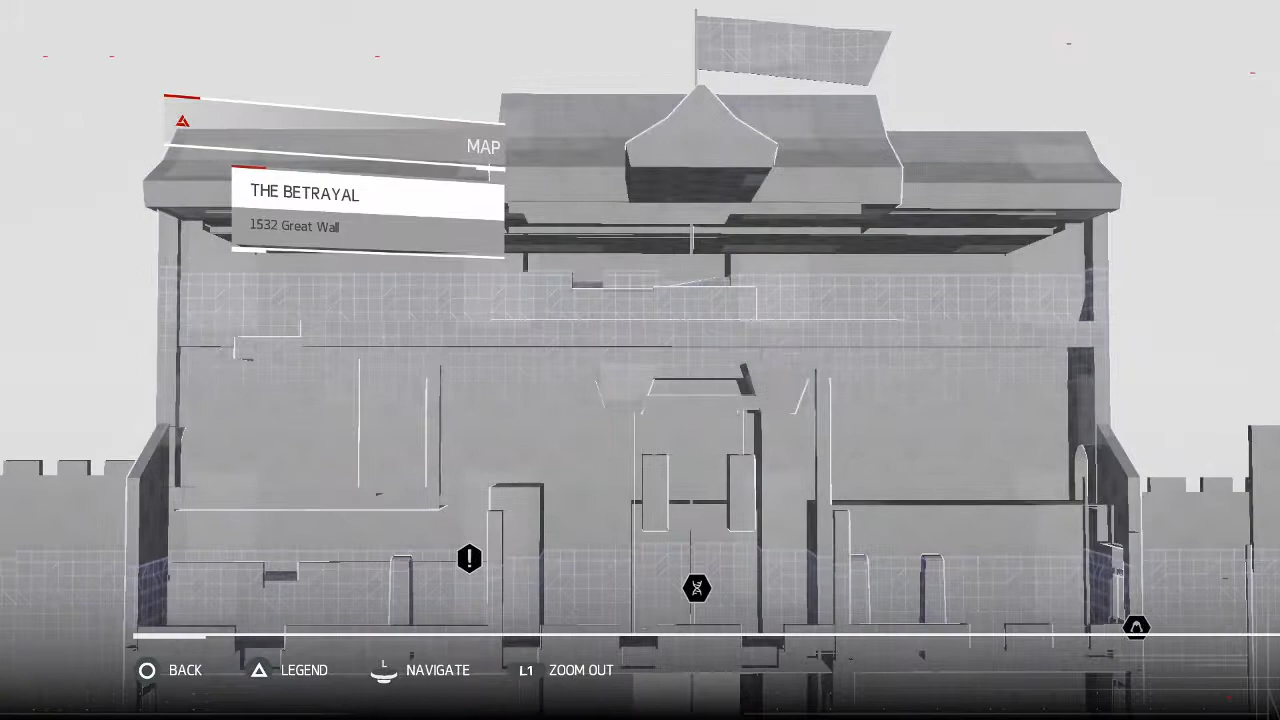 MAP
THE BETRAYAL
1532 Great Wall
!
BACK
LEGEND
L NAVIGATE
L1 ZOOM OUT